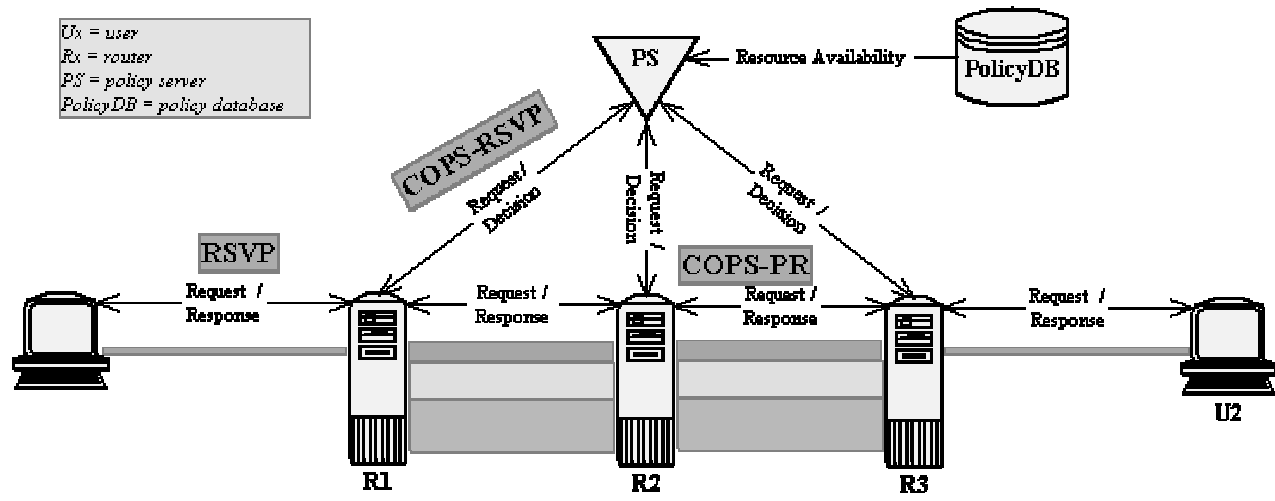 Ux = user
Rx = router
PS = policy server
PolicyDB = policy database
PS
Resource Availability
PolicyDB
COPS-RSVP
Request/
Decision
Request /
Decision
Request /
Decision
RSVP
COPS-PR
Request /
Response
Request /
Response
Request /
Response
Request /
Response
R1
R2
R3
U2